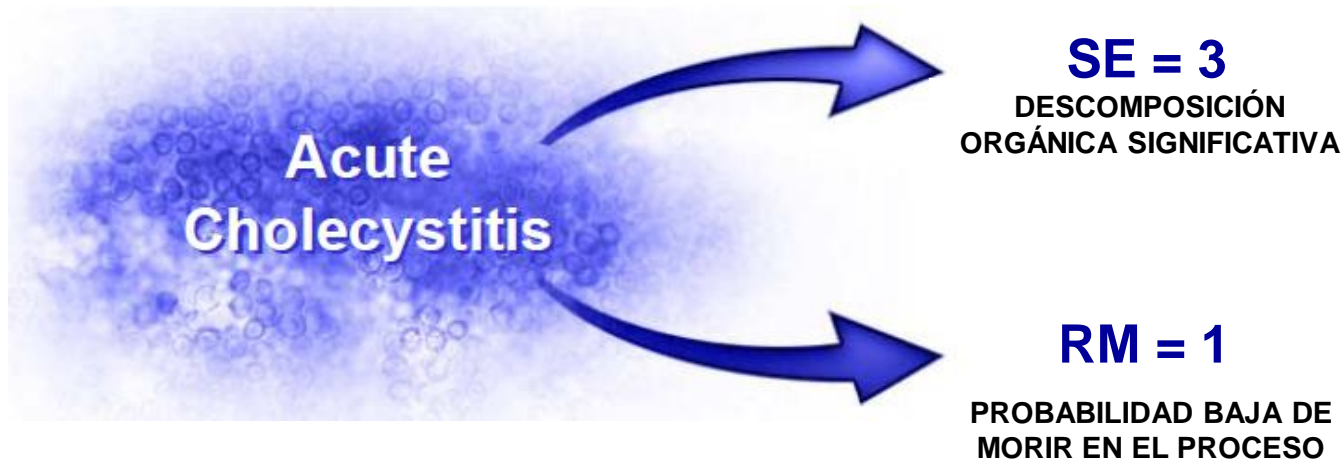 Acute
Cholecystitis
SE = 3
DESCOMPOSICIÓN
ORGÁNICA SIGNIFICATIVA
RM = 1
PROBABILIDAD BAJA DE
MORIR EN EL PROCESO